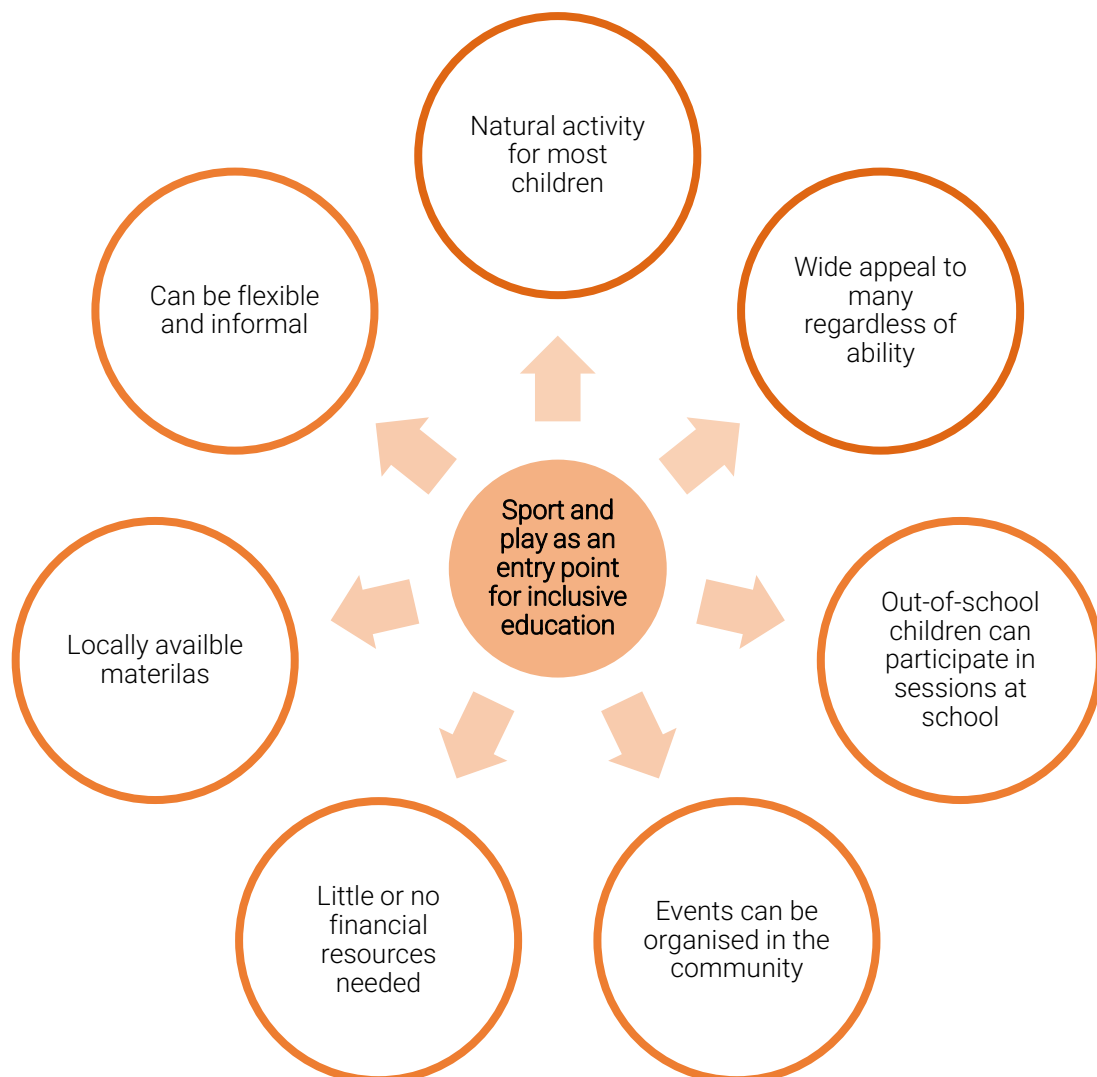 Natural activity
for most
children
Wide appeal to
many
regardless of
ability
Can be flexible
and informal
Sport and
play as an
entry point
for inclusive
education
Out-of-school
children can
participate in
sessions at
school
Locally availble
materilas
Little or no
financial
resources
needed
Events can be
organised in the
community